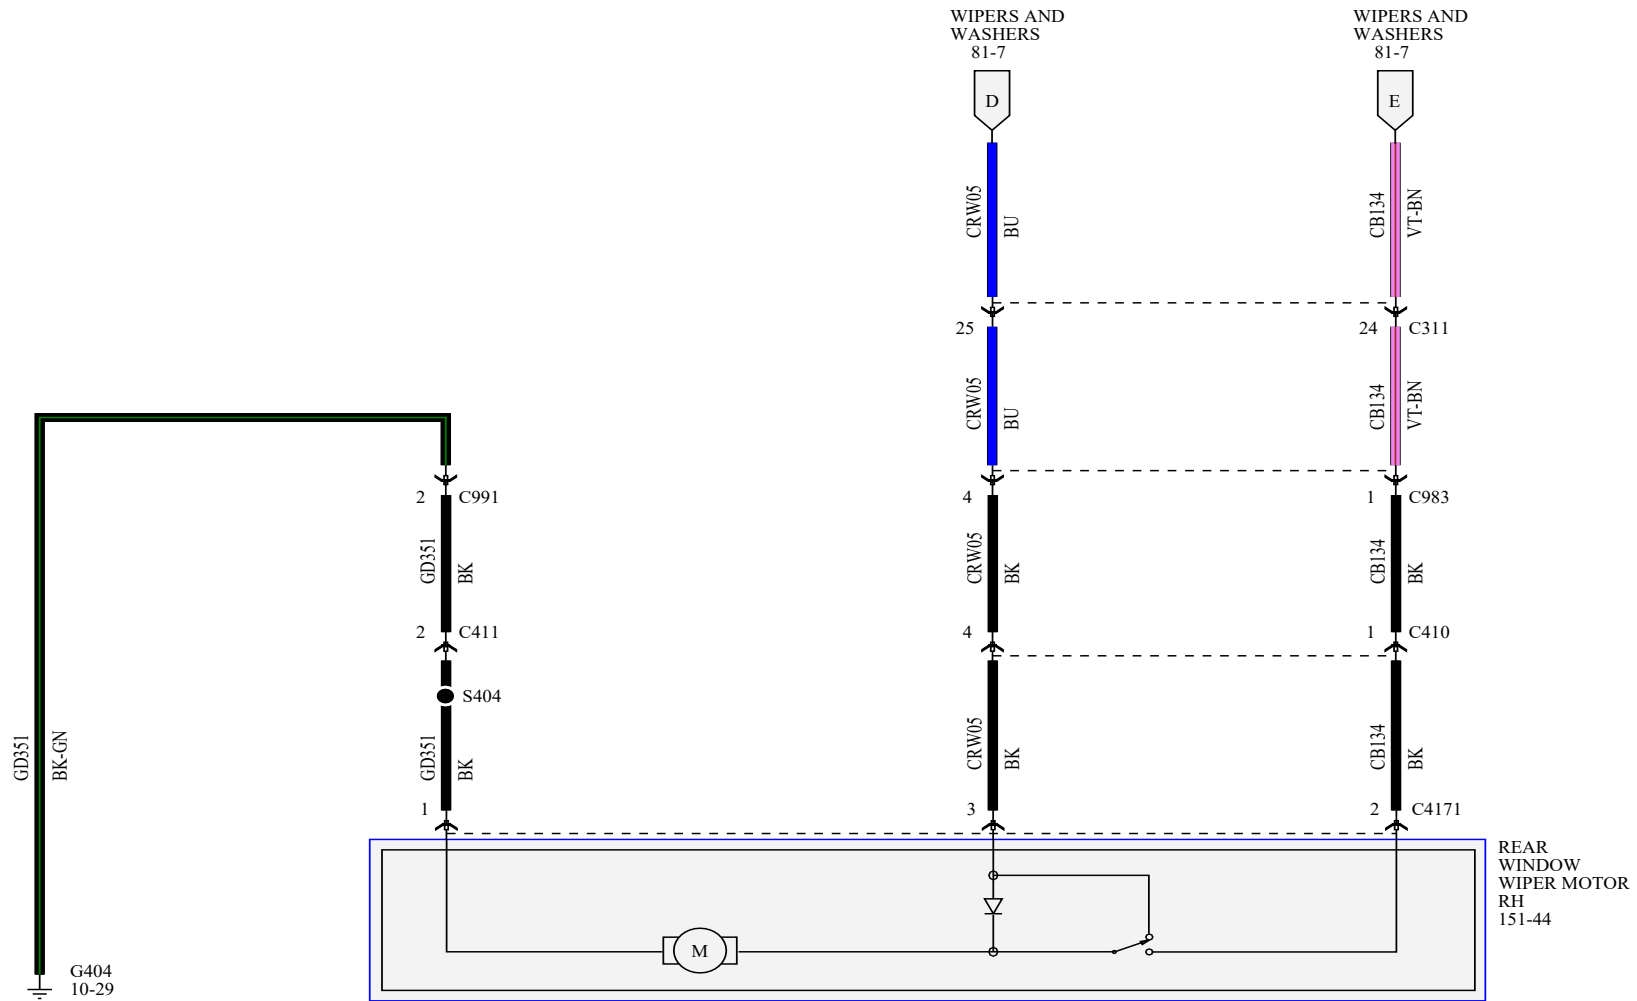 WIPERS AND
WASHERS
81-7
WIPERS AND
WASHERS
81-7
D
E
CRW05
BU
CB134
VT-BN
25
24
C311
CRW05
BU
CB134
VT-BN
2
C991
4
1
C983
GD351
BK
CRW05
BK
CB134
BK
2
C411
4
1
C410
S404
GD351
BK-GN
GD351
BK
CRW05
BK
CB134
BK
1
3
2
C4171
REAR
WINDOW
WIPER MOTOR
RH
151-44
M
G404
10-29